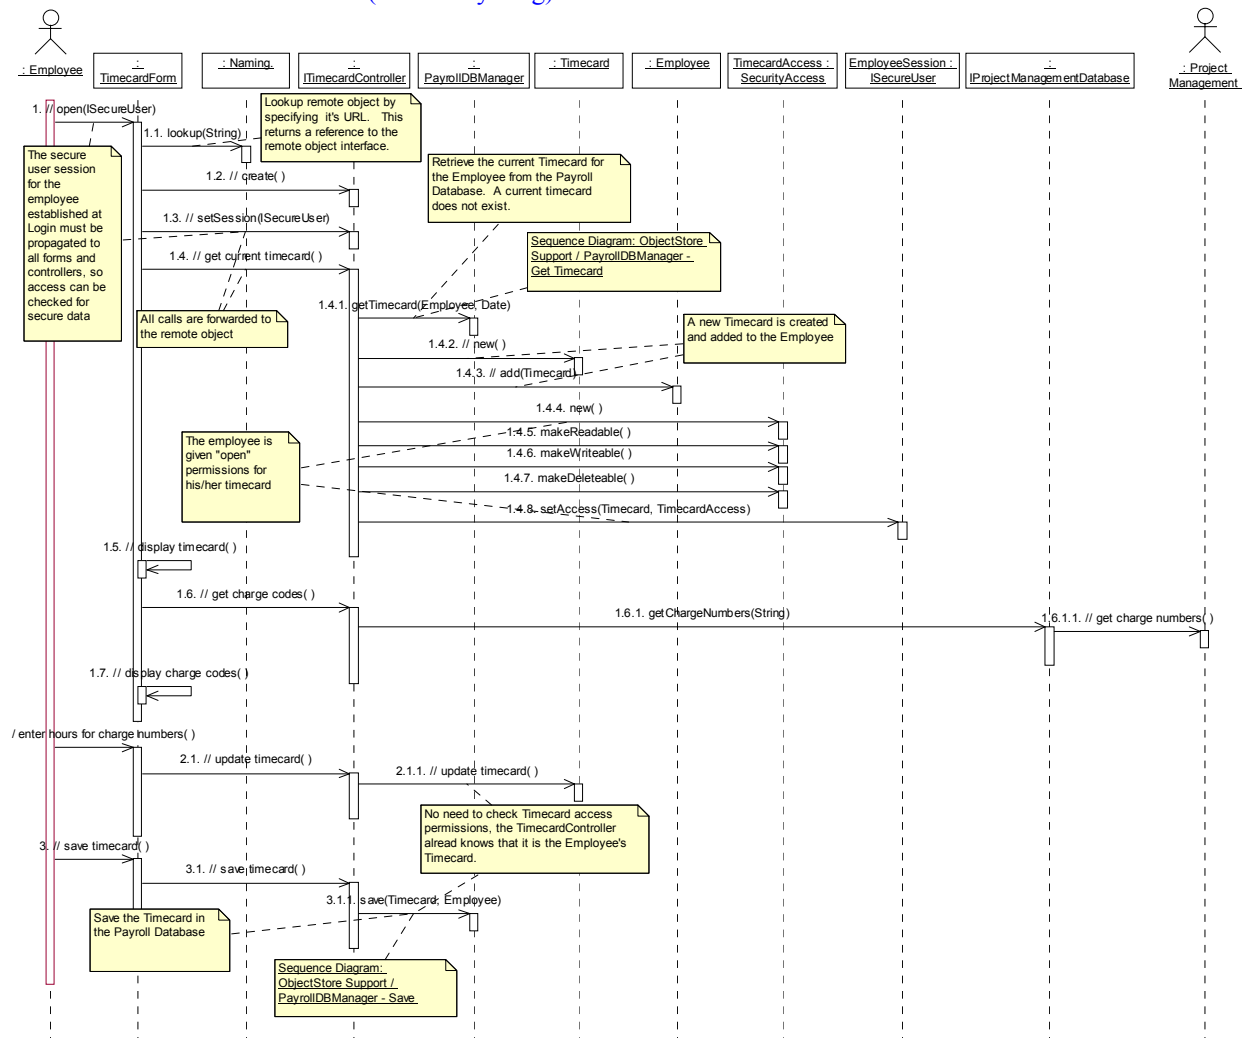 : Employee
:
TimecardForm
: Naming.
:
ITimecardController
:
PayrollDBManager
: Timecard
: Employee
TimecardAccess :
SecurityAccess
EmployeeSession :
ISecureUser
:
IProjectManagementDatabase
: Project
Management
1. // open(ISecureUser)
Lookup remote object by
specifying it's URL. This
returns a reference to the
remote object interface.
1.1. lookup(String)
The secure
user session
for the
employee
established at
Login must be
propagated to
all forms and
controllers, so
access can be
checked for
secure data
Retrieve the current Timecard for
the Employee from the Payroll
Database. A current timecard
does not exist.
1.2. // create( )
1.3. // setSession(ISecureUser)
Sequence Diagram: ObjectStore
Support / PayrollDBManager -
Get Timecard
1.4. // get current timecard( )
1.4.1. getTimecard(Employee, Date)
All calls are forwarded to
the remote object
A new Timecard is created
and added to the Employee
1.4.2. // new( )
1.4.3. // add(Timecard)
1.4.4. new( )
1.4.5. makeReadable( )
The employee is
given "open"
permissions for
his/her timecard
1.4.6. makeWriteable( )
1.4.7. makeDeleteable( )
1.4.8. setAccess(Timecard, TimecardAccess)
1.5. // display timecard( )
1.6. // get charge codes( )
1.6.1. getChargeNumbers(String)
1.6.1.1. // get charge numbers( )
1.7. // display charge codes( )
/ enter hours for charge numbers( )
2.1. // update timecard( )
2.1.1. // update timecard( )
No need to check Timecard access
permissions, the TimecardController
alread knows that it is the Employee's
Timecard.
3. // save timecard( )
3.1. // save timecard( )
3.1.1. save(Timecard, Employee)
Save the Timecard in
the Payroll Database
Sequence Diagram:
ObjectStore Support /
PayrollDBManager - Save